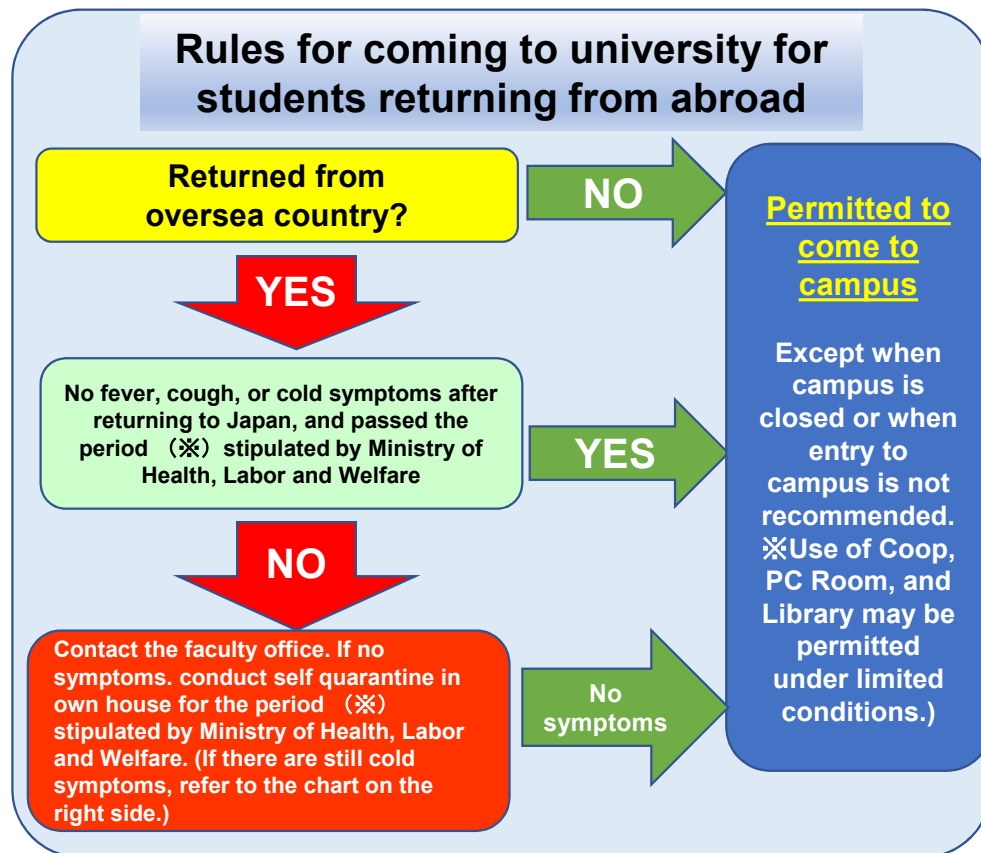 Rules for coming to university for
students returning from abroad
Returned from
oversea country?
NO
YES
No fever, cough, or cold symptoms after
returning to Japan, and passed the
period （※）stipulated by Ministry of
Health, Labor and Welfare
YES
NO
Contact the faculty office. If no
symptoms. conduct self quarantine in
own house for the period （※）
stipulated by Ministry of Health, Labor
and Welfare. (If there are still cold
symptoms, refer to the chart on the
right side.)
No
symptoms
Permitted to
come to
campus
Except when
campus is
closed or when
entry to
campus is not
recommended.
※Use of Coop,
PC Room, and
Library may be
permitted
under limited
conditions.)